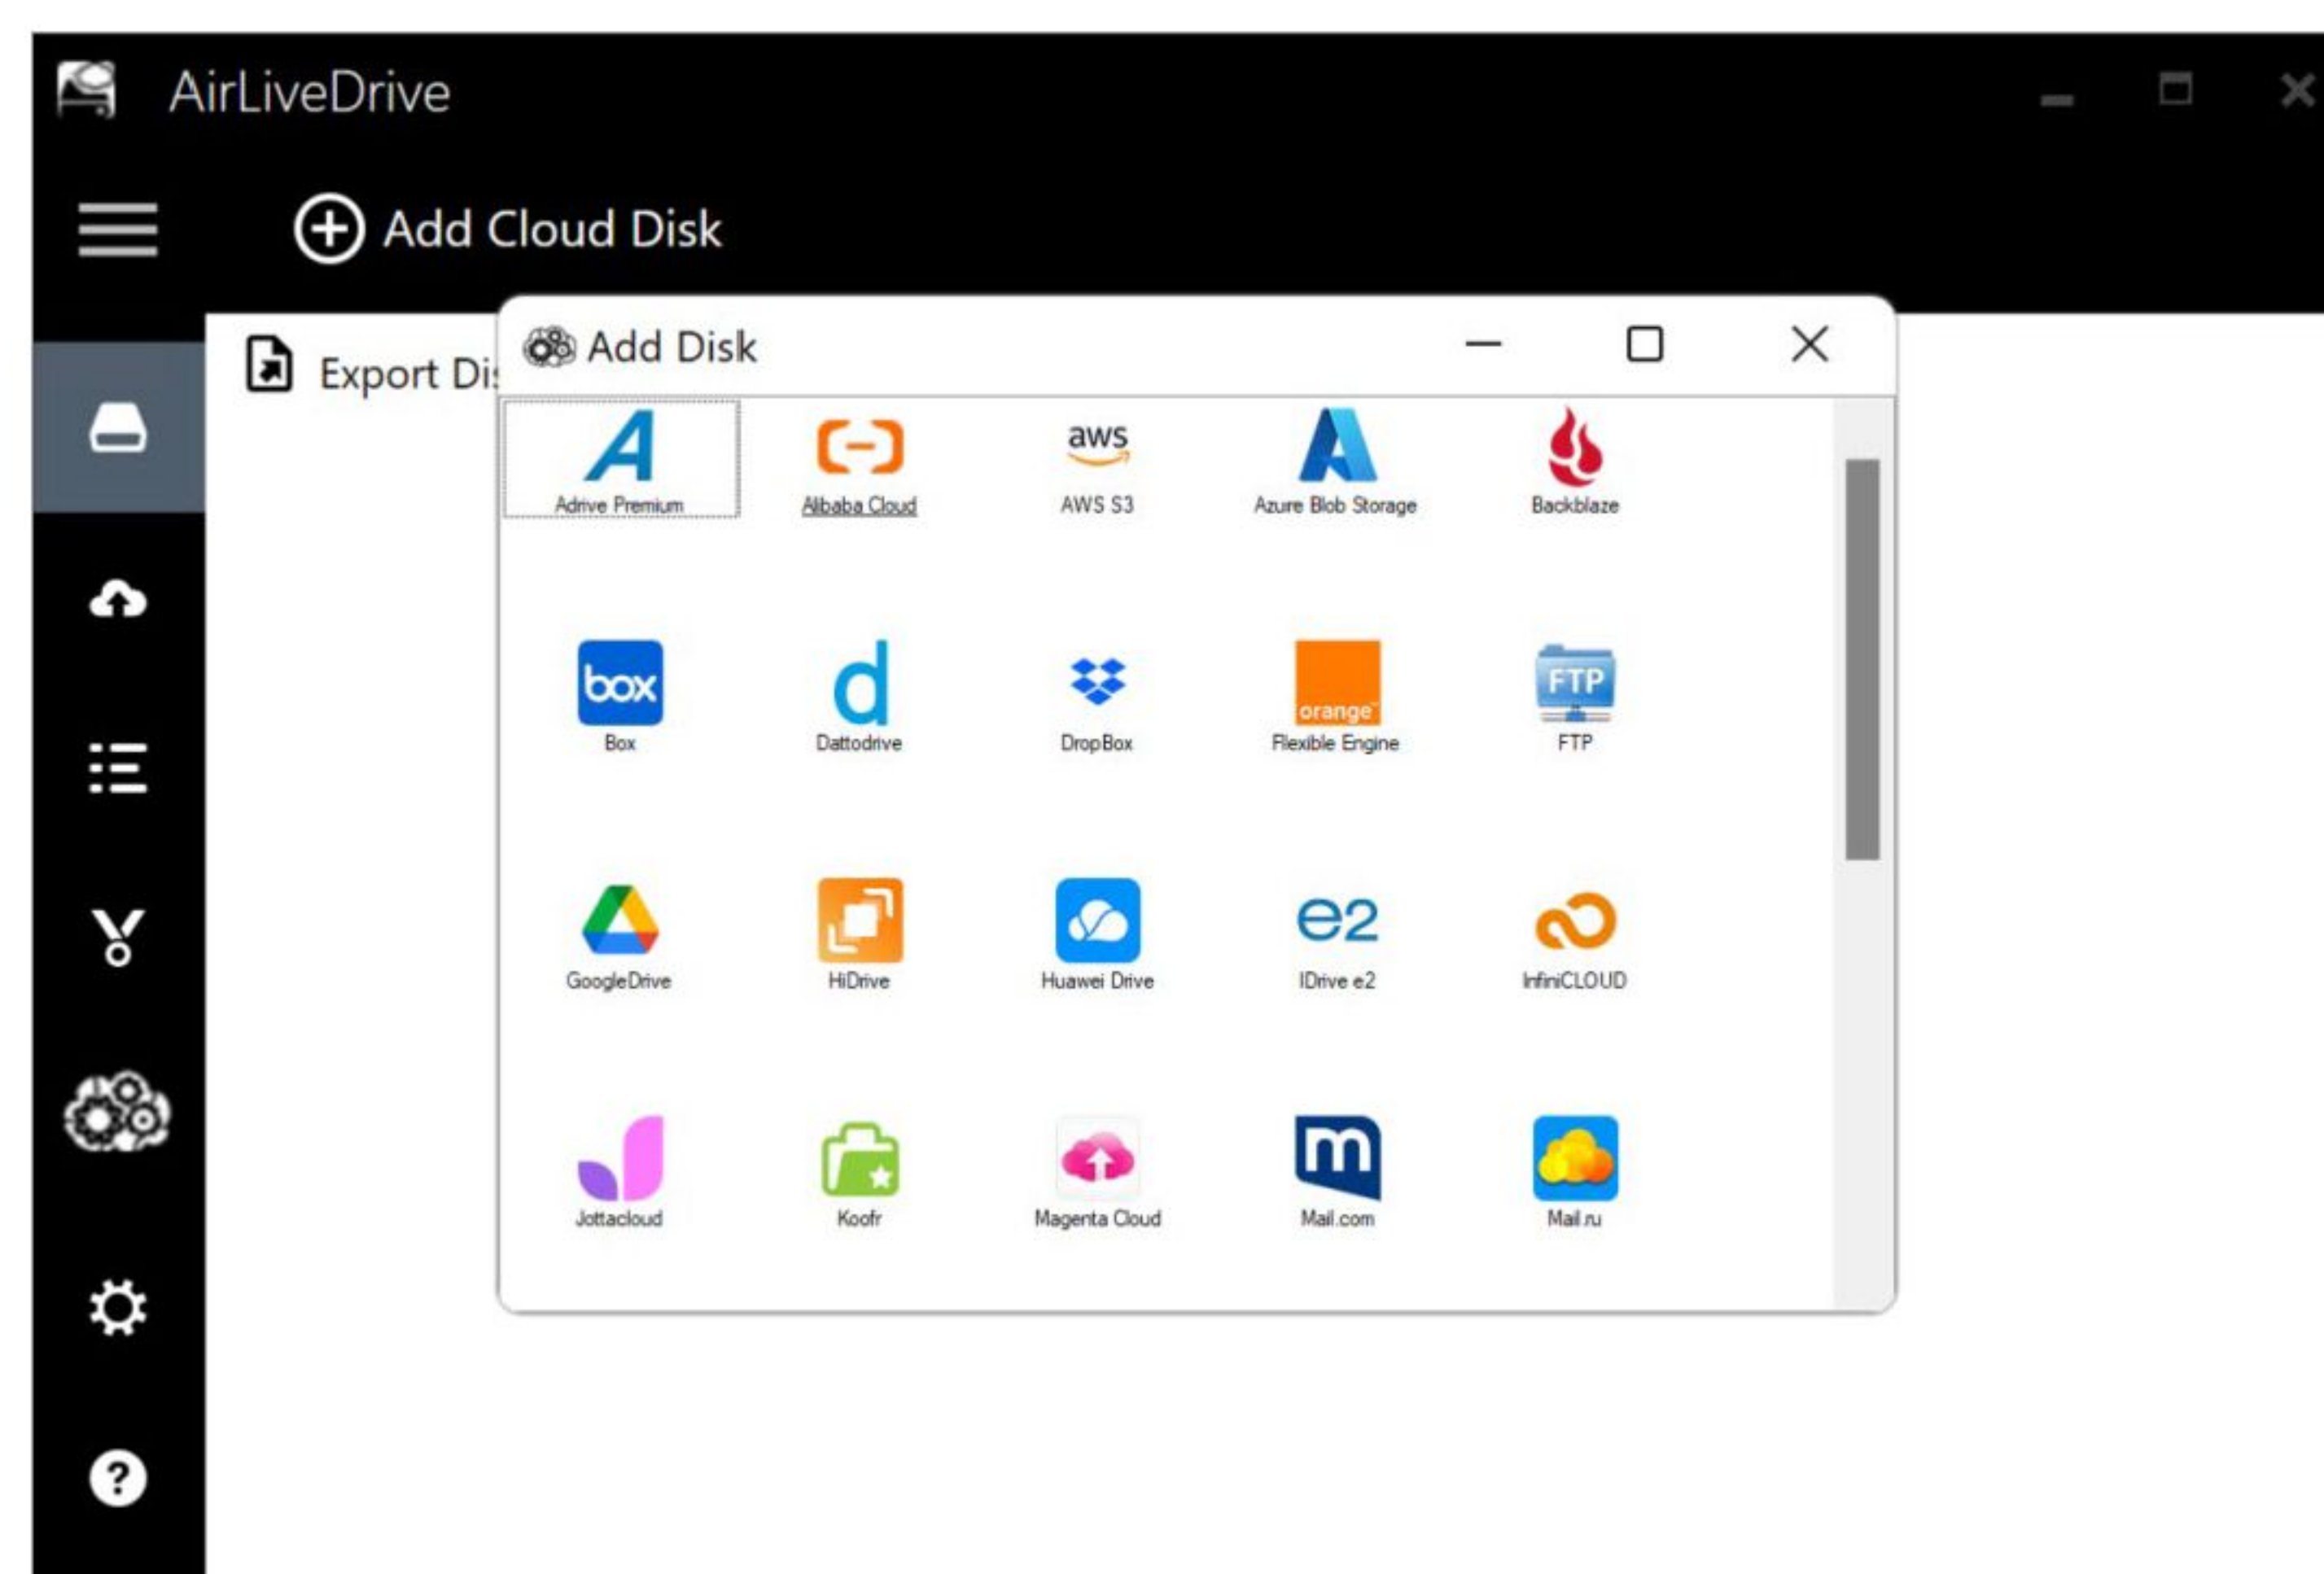 AirLiveDrive
Add Cloud Disk
Export Dis
Add Disk
aws
Adrive Premium Alibaba Cloud AWS S3 Azure Blob Storage Backblaze
box d orange FTP
Box Dattodrive DropBox Flexible Engine FTP
e2
GoogleDrive HiDrive Huawei Drive IDrive e2 InfiniCLOUD
m
Jottacloud Koofr Magenta Cloud Mail.com Mail.ru